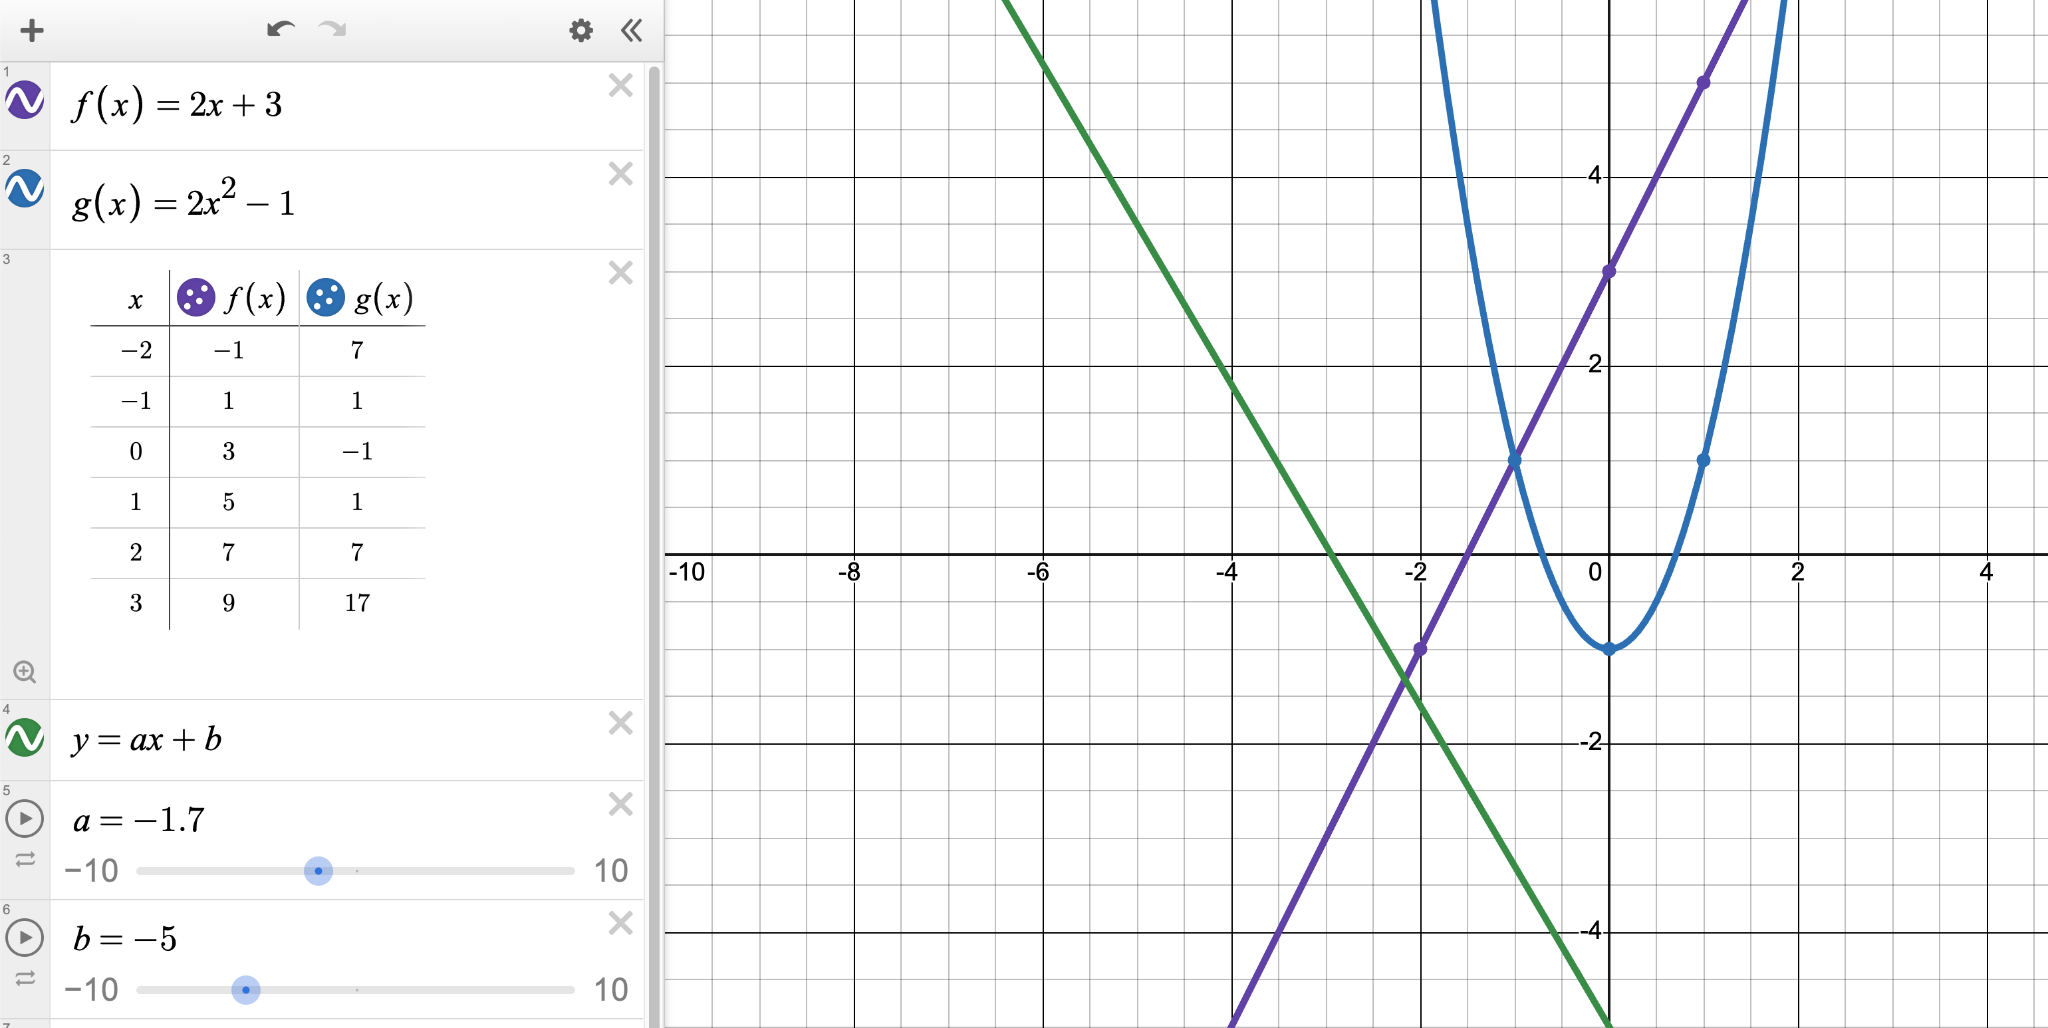 1
f(x) = 2x + 3
2
g(x) = 2x² − 1
3
x f(x) g(x)
−2 −1 7
−1 1 1
0 3 −1
1 5 1
2 7 7
3 9 17
4
y = ax + b
5
a = −1.7
−10 10
6
b = −5
−10 10
4
2
-10 -8 -6 -4 -2 0 2 4
-2
-4